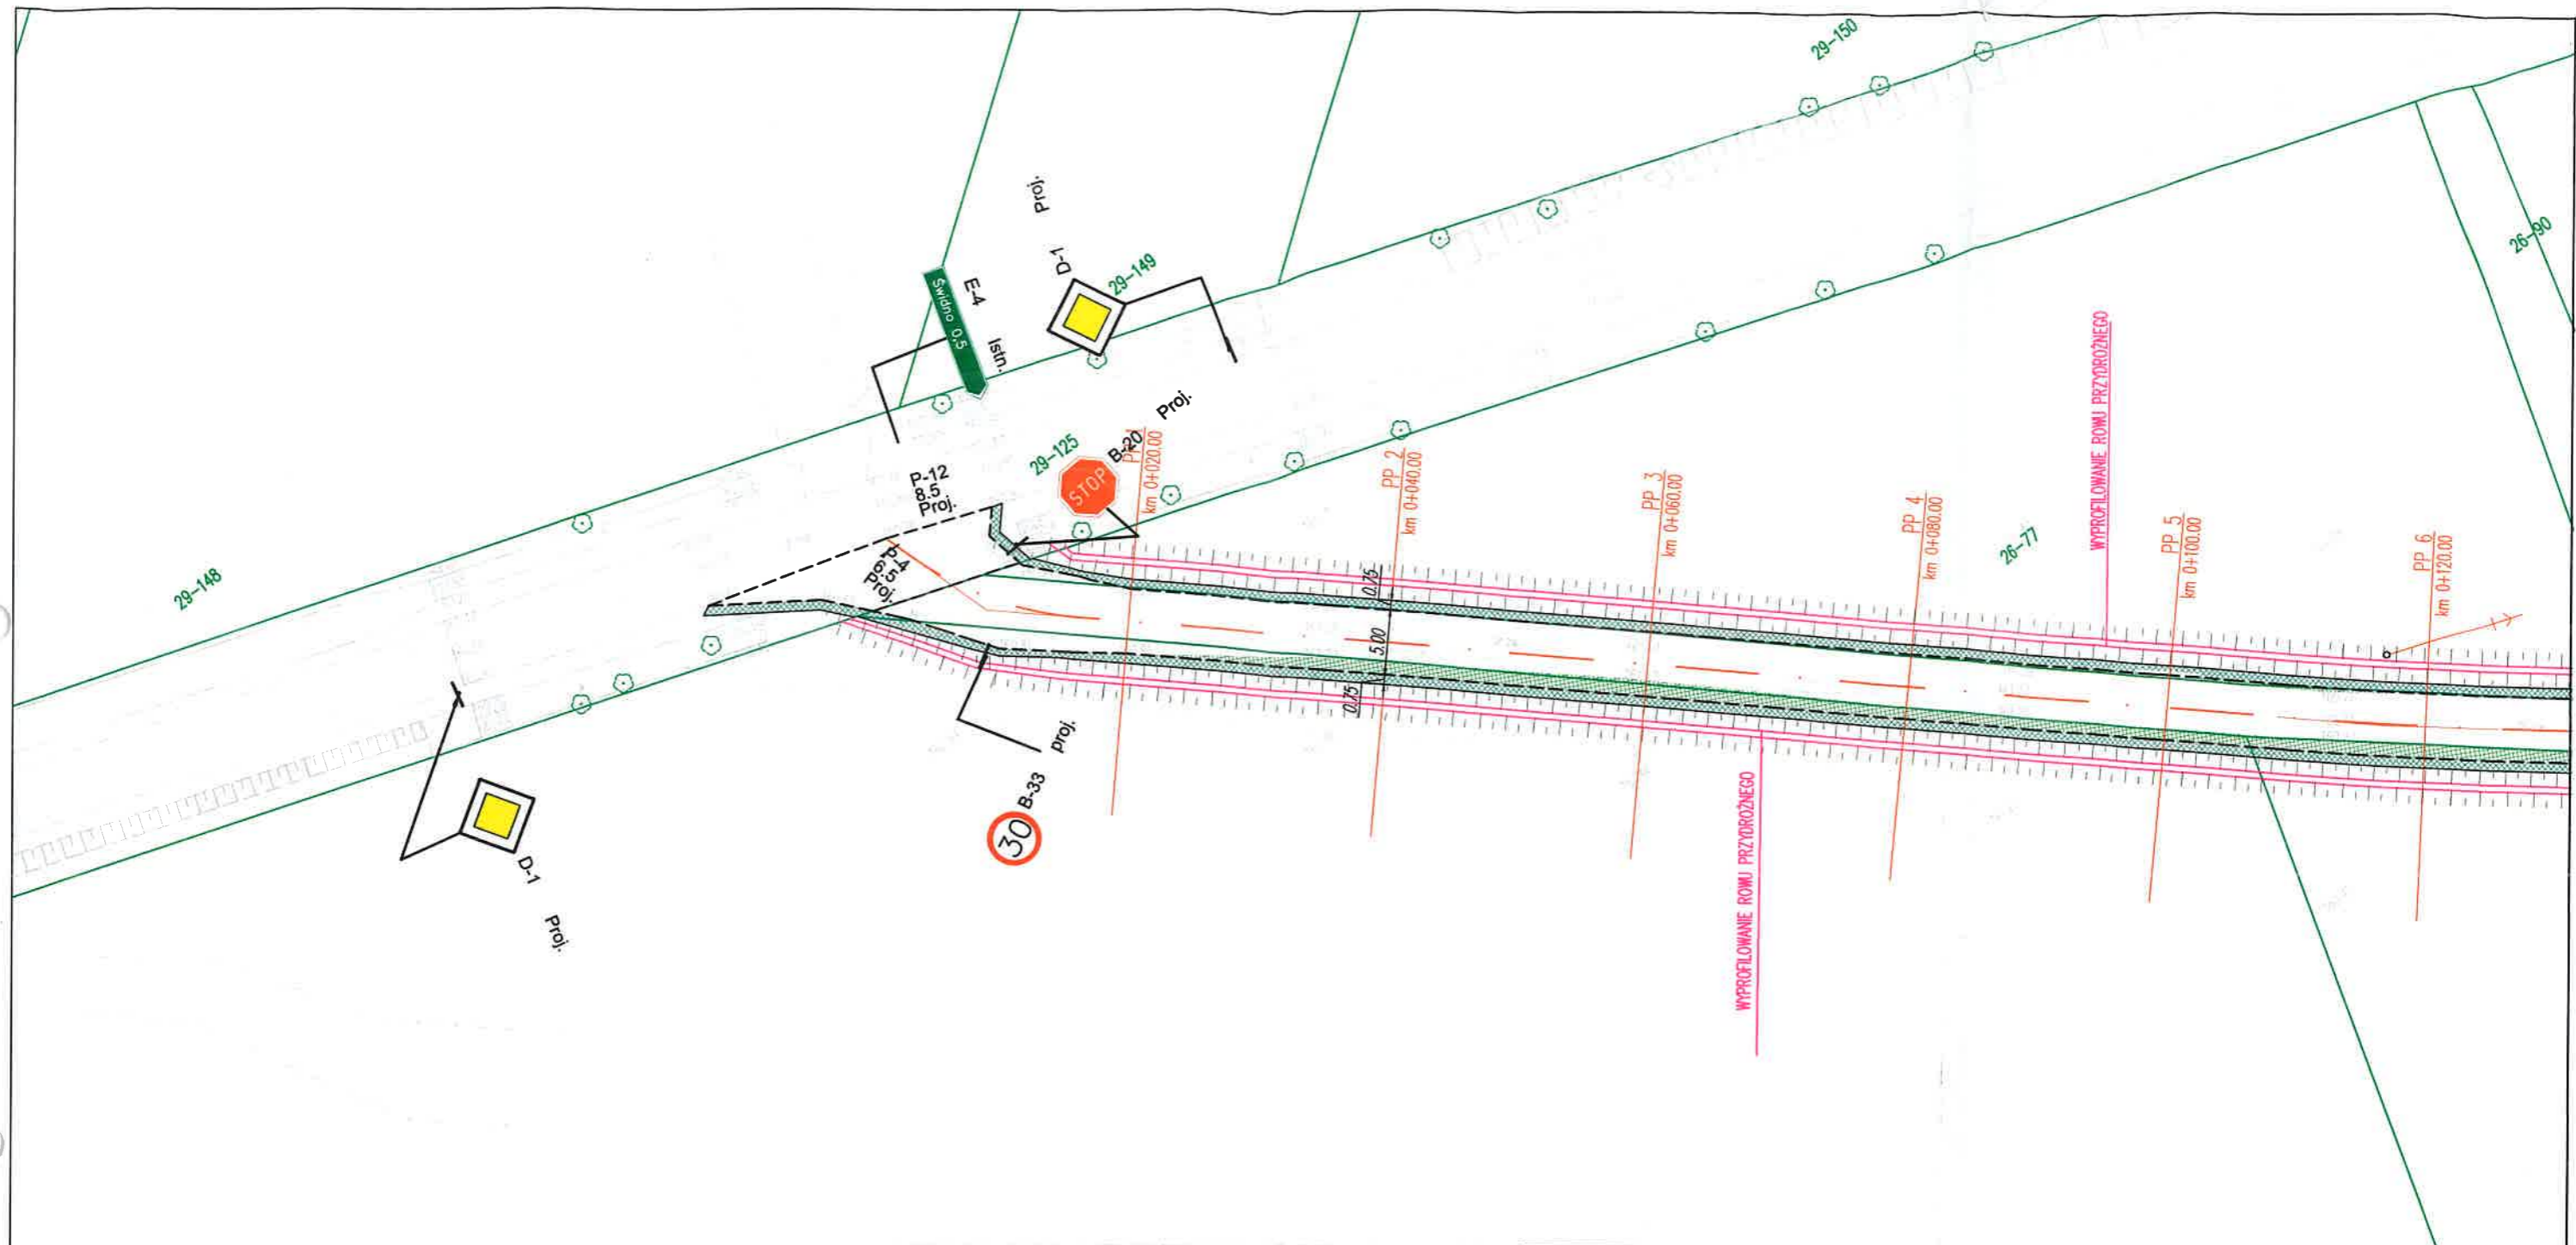 29-150
26-90
Proj.
D-1
29-149
E-4
Istn.
Świdno 0,5
Proj.
B-20
STOP
29-125
P-12
8.5
Proj.
P-4
6.5
Proj.
29-148
km 0+020.00
PP 2
km 0+040.00
PP 3
km 0+060.00
PP 4
km 0+080.00
PP 5
km 0+100.00
PP 6
km 0+120.00
26-77
WYPROFILOWANIE ROWU PRZYDROŻNEGO
0.75
5.00
0.75
proj.
B-33
30
WYPROFILOWANIE ROWU PRZYDROŻNEGO
D-1
Proj.